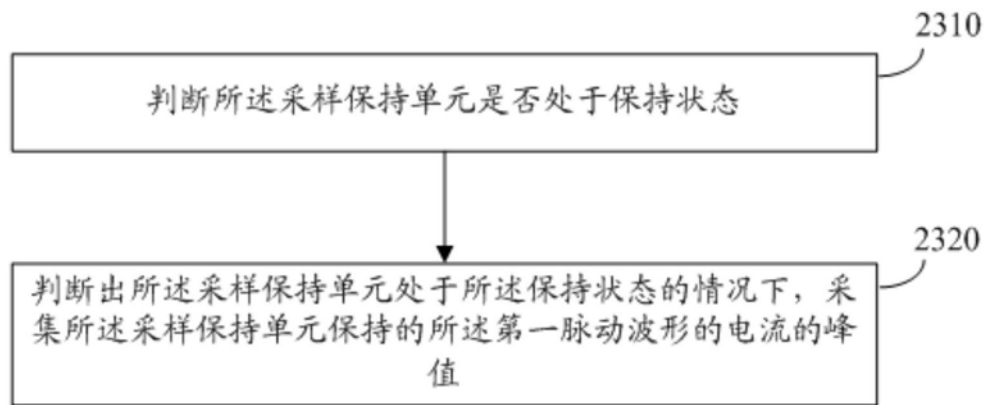 2310
判断所述采样保持单元是否处于保持状态
2320
判断出所述采样保持单元处于所述保持状态的情况下，采
集所述采样保持单元保持的所述第一脉动波形的电流的峰
值